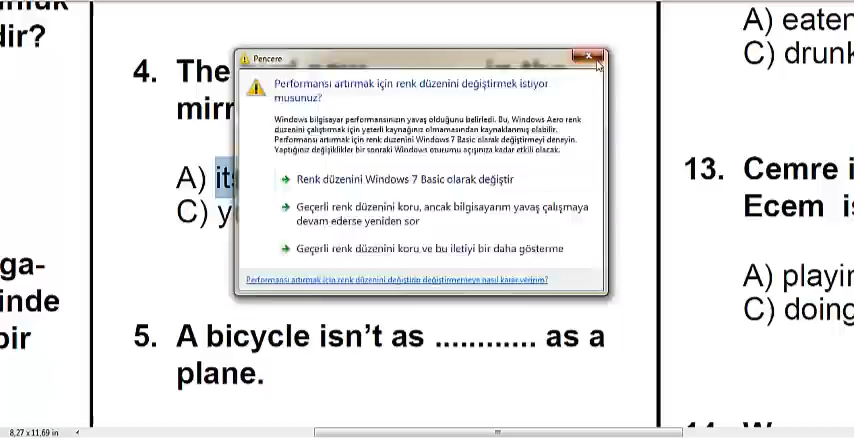 dir?
ga-
inde
bir
4. The
mirr
A) its
C) y
Pencere
Performansı artırmak için renk düzenini değiştirmek istiyor
musunuz?
Windows bilgisayar performansınızın yavaş olduğunu belirledi. Bu, Windows Aero renk
düzenini çalıştırmak için yeterli kaynağınız olmamasından kaynaklanmış olabilir.
Performansı artırmak için renk düzenini Windows 7 Basic olarak değiştirmeyi deneyin.
Yaptığınız değişiklikler bir sonraki Windows oturumu açışınıza kadar etkili olacak.
Renk düzenini Windows 7 Basic olarak değiştir
Geçerli renk düzenini koru, ancak bilgisayarım yavaş çalışmaya
devam ederse yeniden sor
Geçerli renk düzenini koru ve bu iletiyi bir daha gösterme
Performansı artırmak için renk düzenini değiştirip değiştirmemeye nasıl karar veririm?
5. A bicycle isn't as ............ as a
plane.
A) eaten
C) drunk
13. Cemre i
Ecem is
A) playin
C) doing
8,27 x 11,69 in